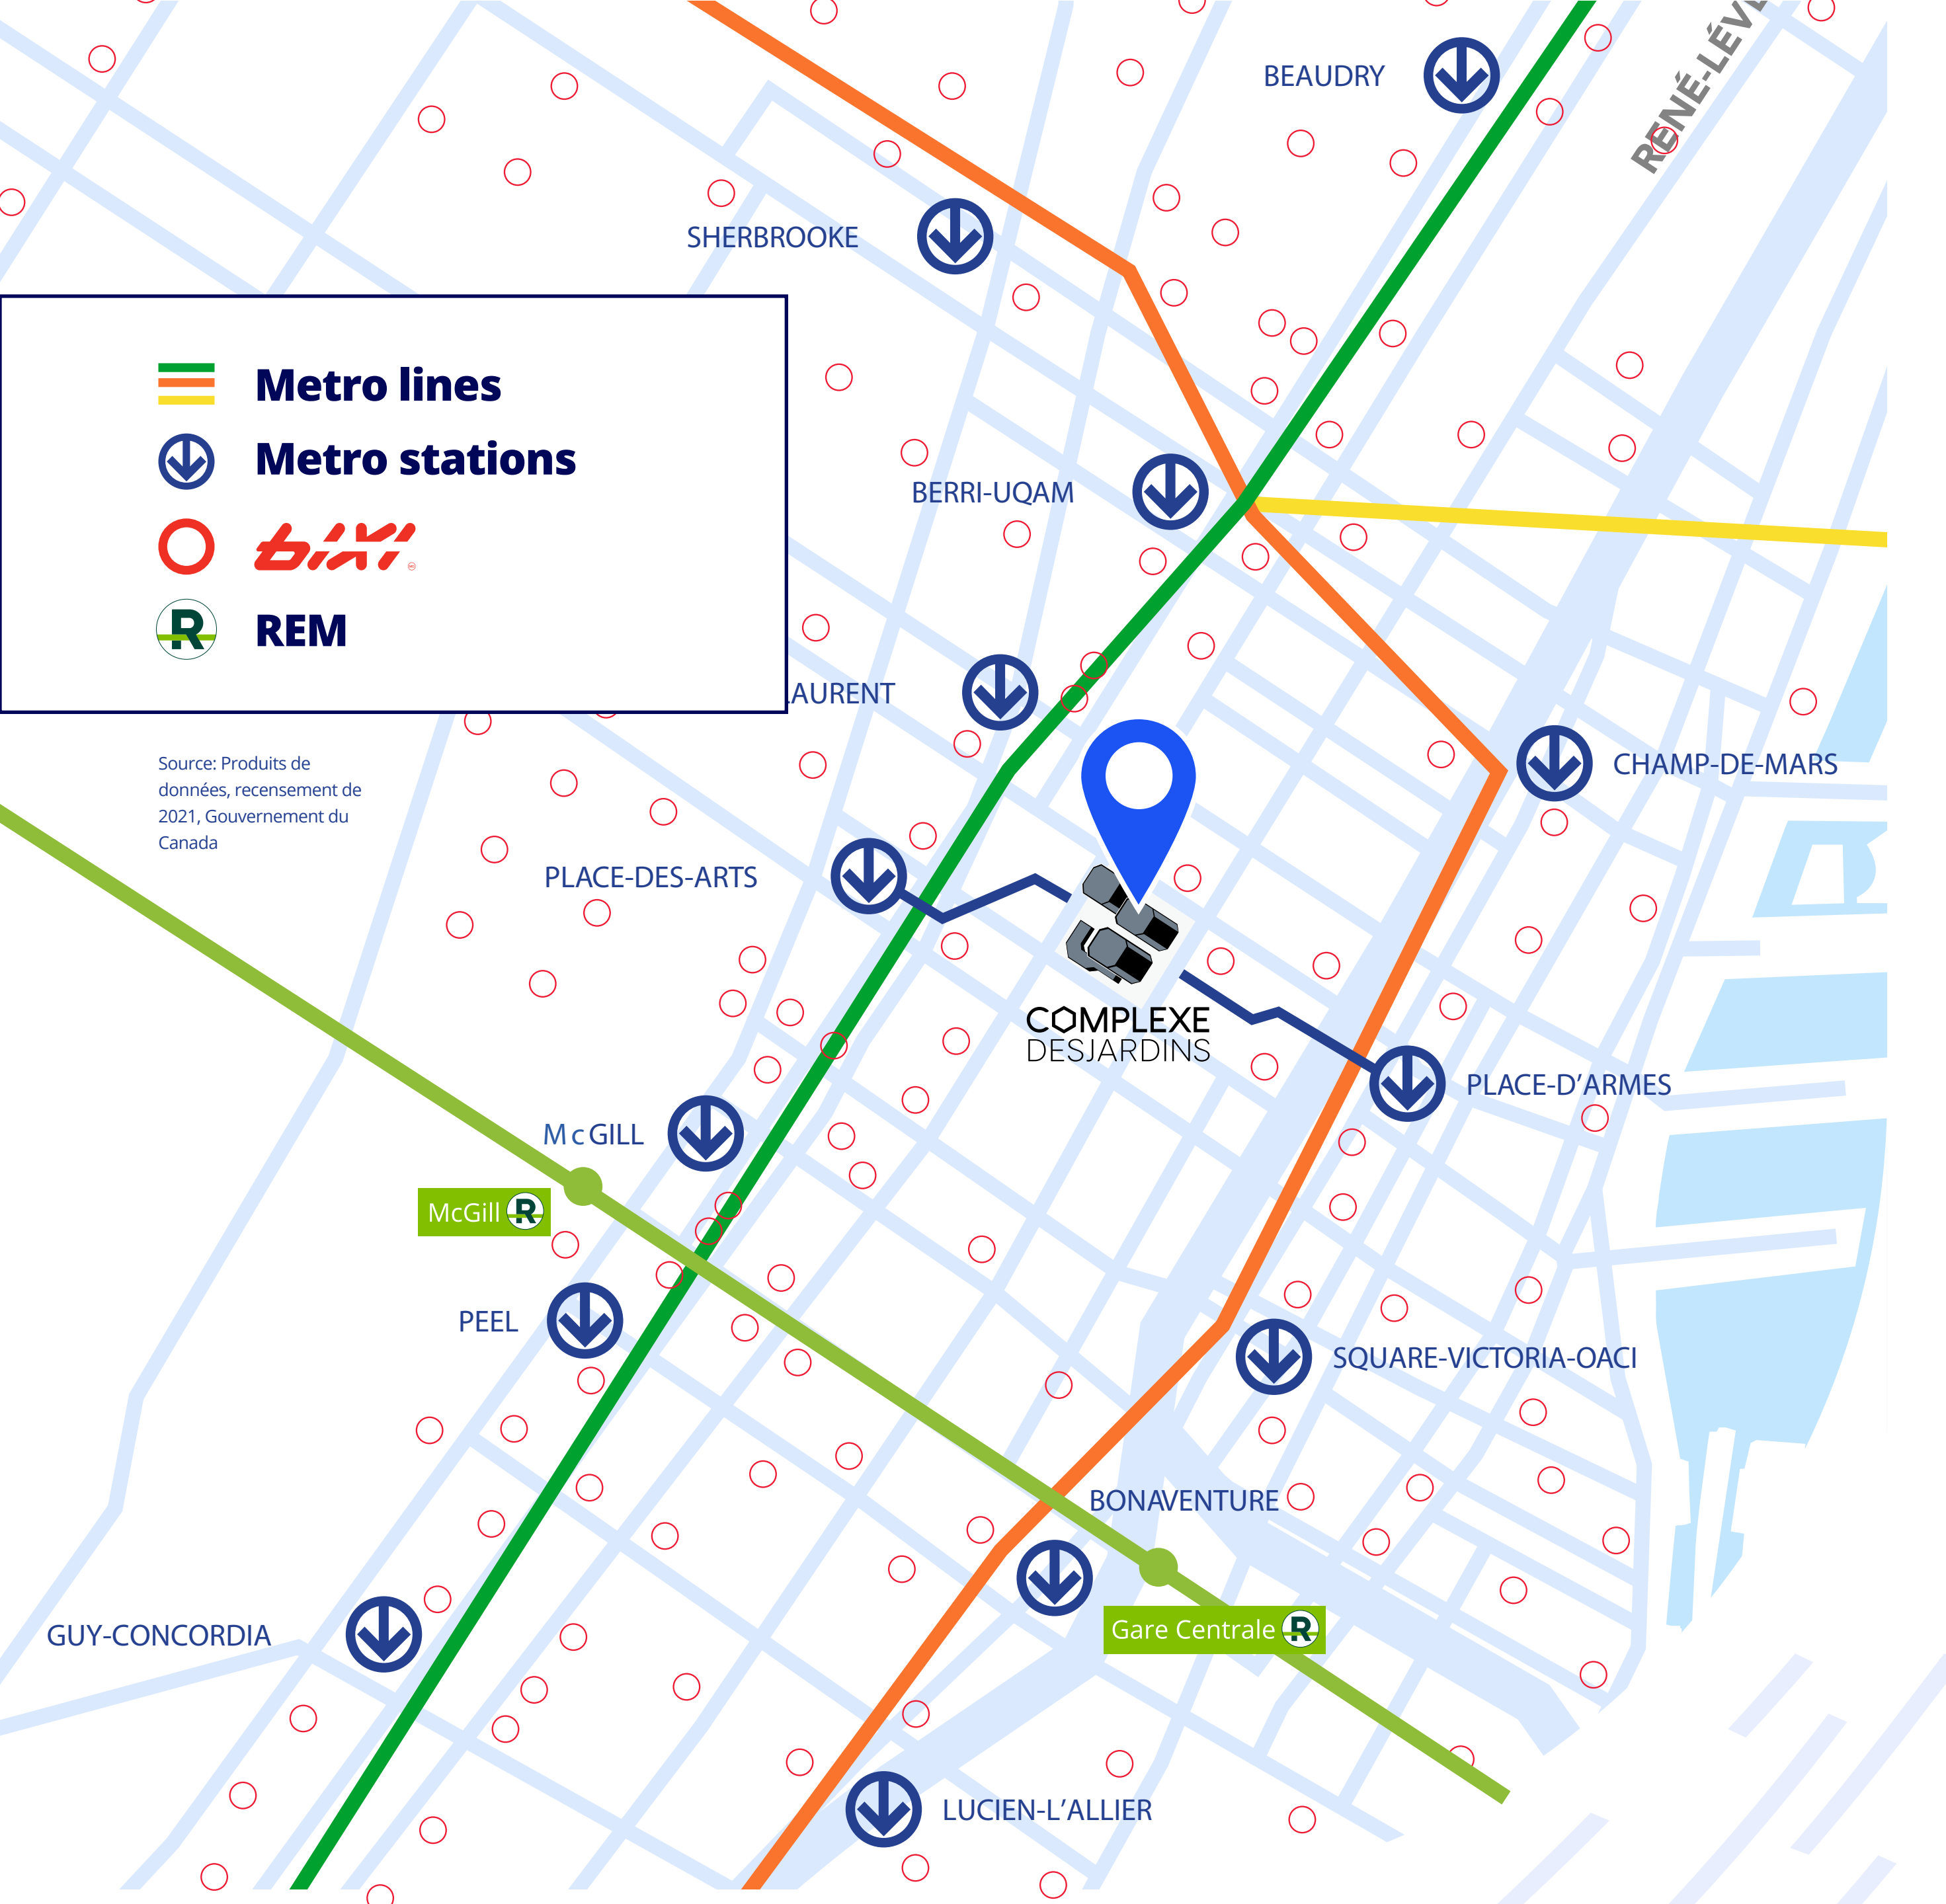 RENÉ-LÉV
BEAUDRY
SHERBROOKE
Metro lines
Metro stations
bixi
REM
BERRI-UQAM
AURENT
Source: Produits de
données, recensement de
2021, Gouvernement du
Canada
CHAMP-DE-MARS
PLACE-DES-ARTS
COMPLEXE
DESJARDINS
PLACE-D’ARMES
McGILL
McGill R
PEEL
SQUARE-VICTORIA-OACI
BONAVENTURE
Gare Centrale R
GUY-CONCORDIA
LUCIEN-L’ALLIER